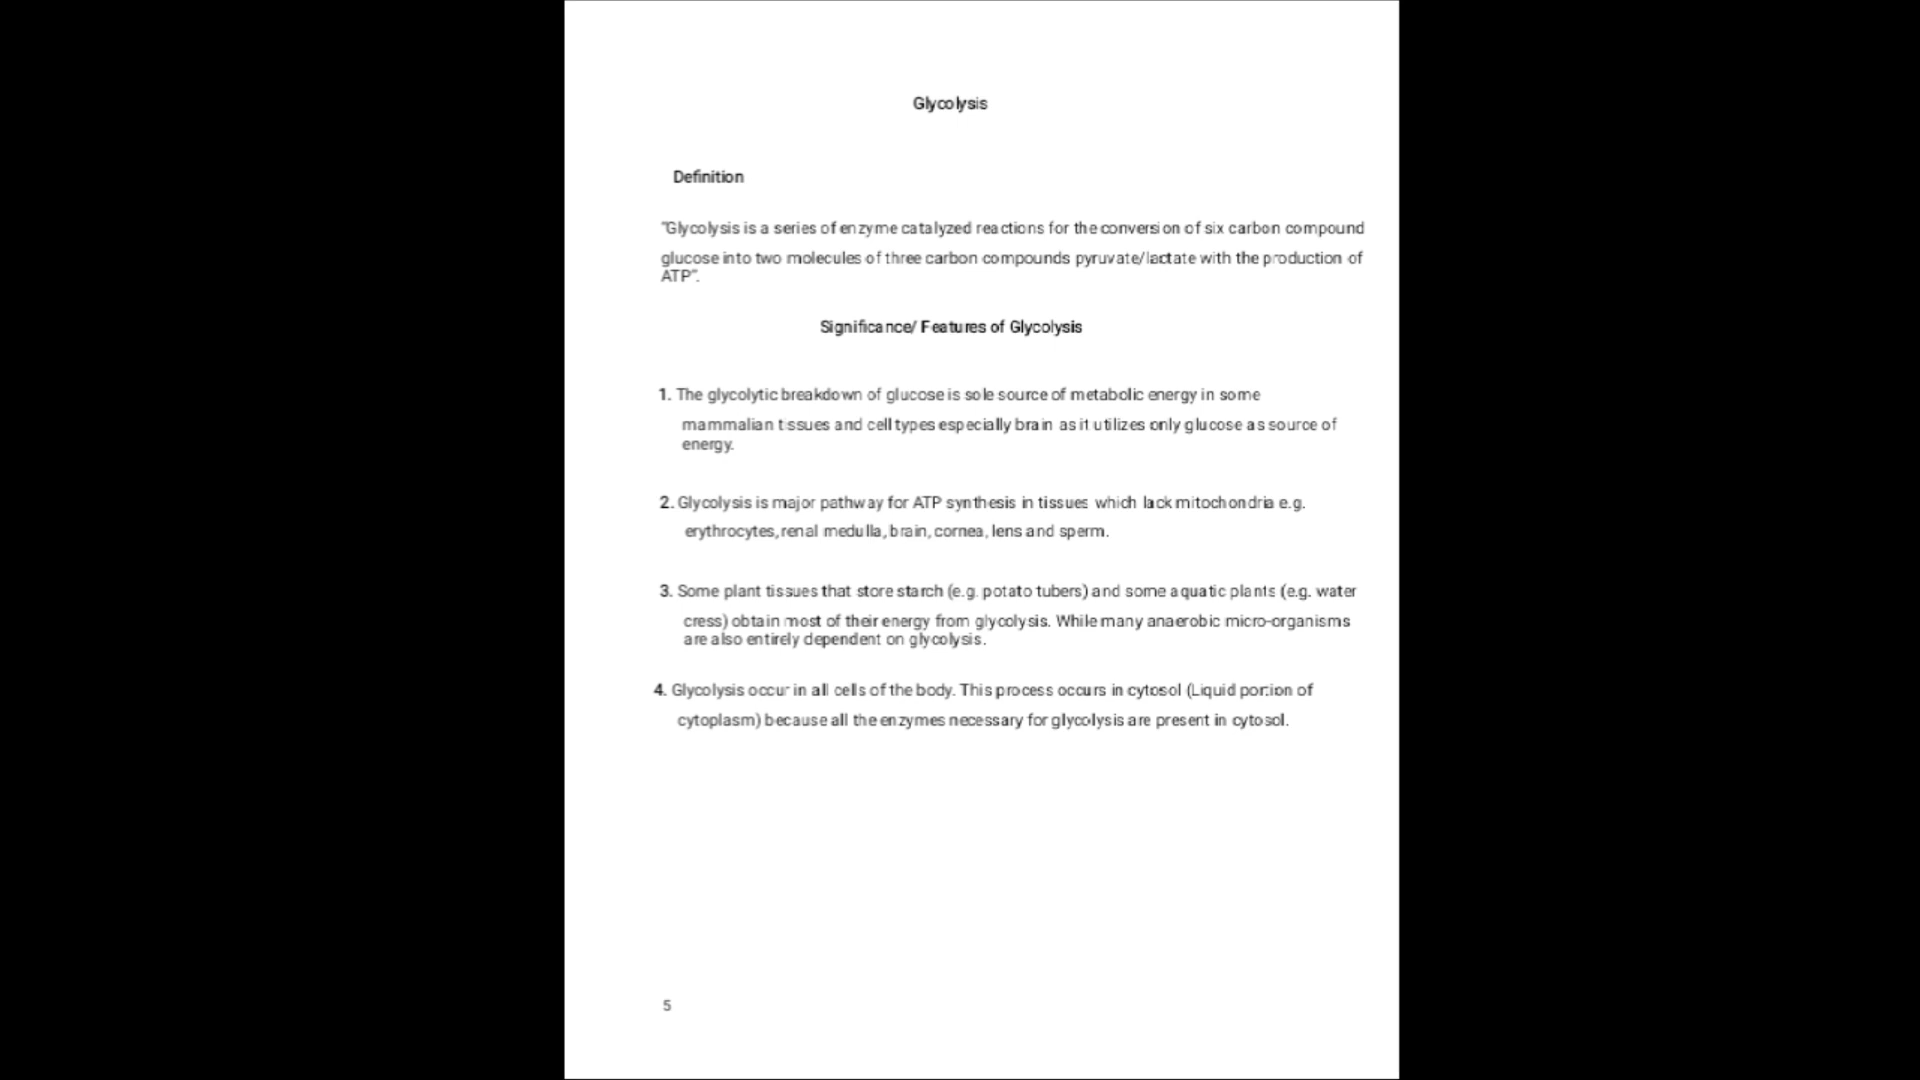 Glycolysis
Definition
"Glycolysis is a series of enzyme catalyzed reactions for the conversion of six carbon compound
glucose into two molecules of three carbon compounds pyruvate/lactate with the production of
ATP".
Significance/ Features of Glycolysis
1. The glycolytic breakdown of glucose is sole source of metabolic energy in some
mammalian tissues and cell types especially brain as it utilizes only glucose as source of
energy.
2. Glycolysis is major pathway for ATP synthesis in tissues which lack mitochondria e.g.
erythrocytes, renal medulla, brain, cornea, lens and sperm.
3. Some plant tissues that store starch (e.g. potato tubers) and some aquatic plants (e.g. water
cress) obtain most of their energy from glycolysis. While many anaerobic micro-organisms
are also entirely dependent on glycolysis.
4. Glycolysis occur in all cells of the body. This process occurs in cytosol (Liquid portion of
cytoplasm) because all the enzymes necessary for glycolysis are present in cytosol.
5